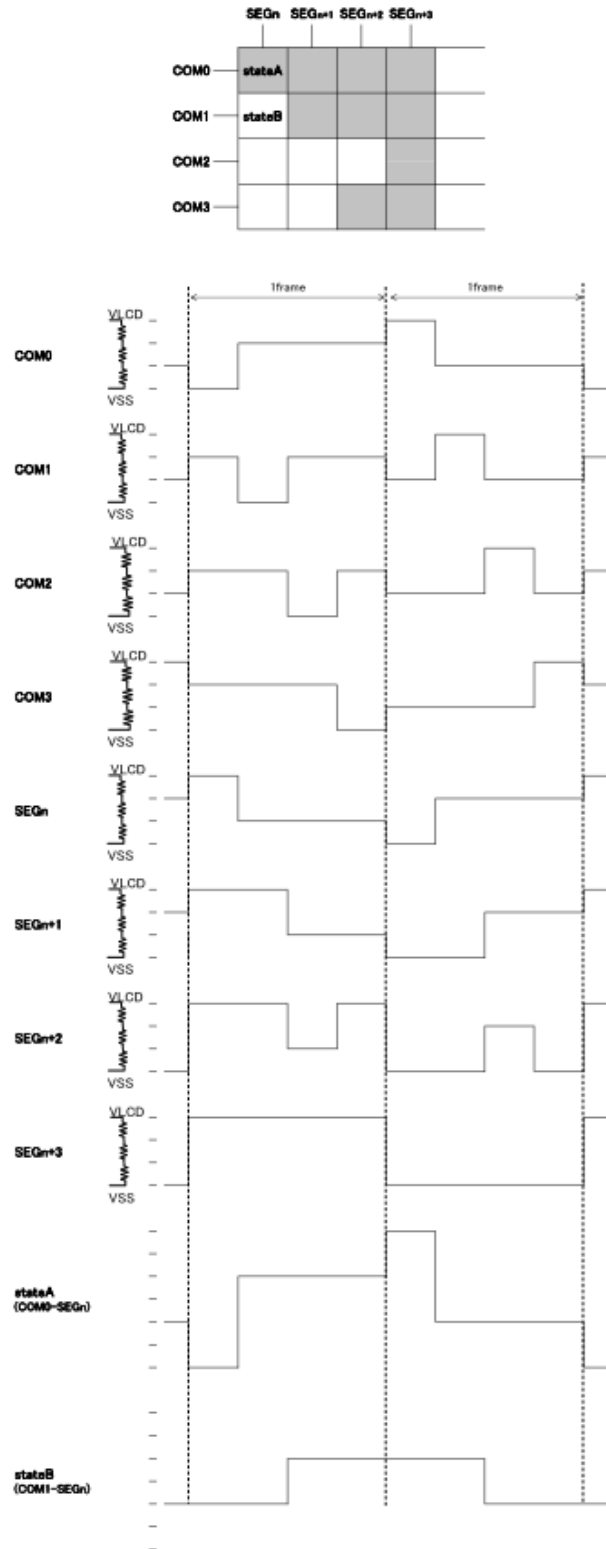 SEGn SEGn+1 SEGn+2 SEGn+3
COM0 stateA
COM1 stateB
COM2
COM3
1frame 1frame
VLCD
COM0
VSS
VLCD
COM1
VSS
VLCD
COM2
VSS
VLCD
COM3
VSS
VLCD
SEGn
VSS
VLCD
SEGn+1
VSS
VLCD
SEGn+2
VSS
VLCD
SEGn+3
VSS
stateA
(COM0-SEGn)
stateB
(COM1-SEGn)